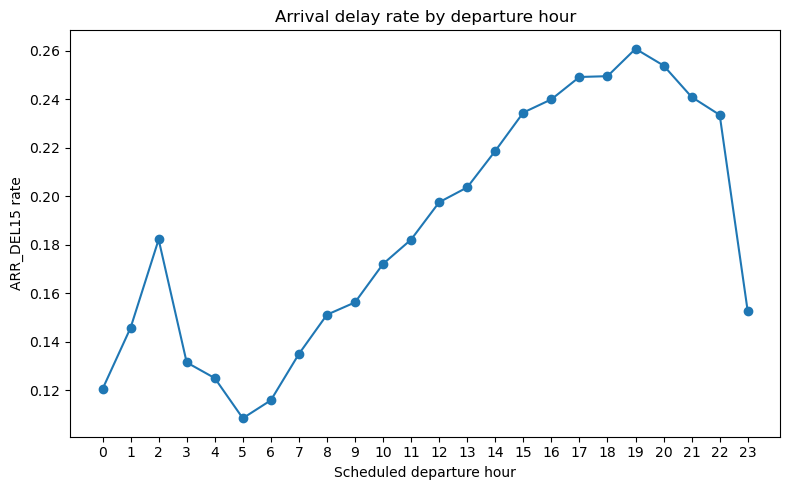 Arrival delay rate by departure hour
ARR_DEL15 rate
0.26
0.24
0.22
0.20
0.18
0.16
0.14
0.12
0 1 2 3 4 5 6 7 8 9 10 11 12 13 14 15 16 17 18 19 20 21 22 23
Scheduled departure hour